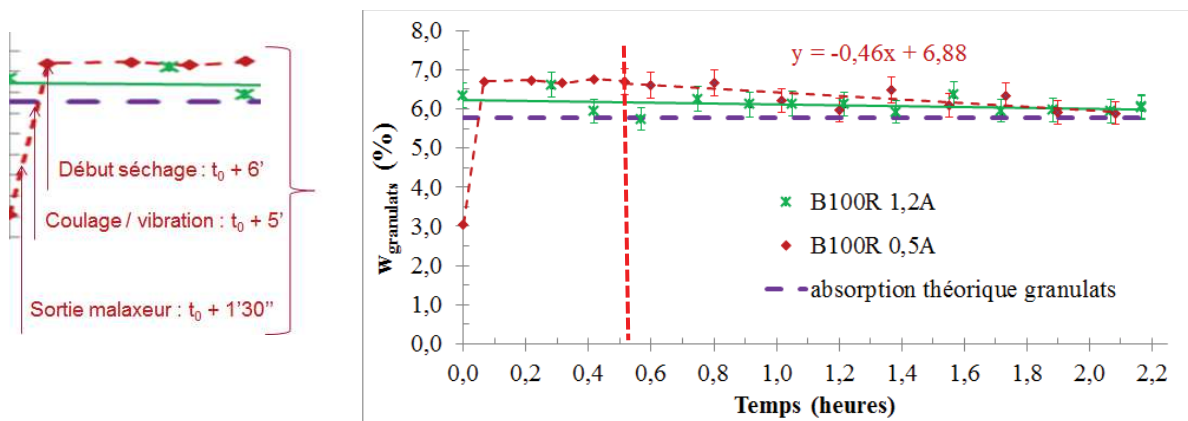 Début séchage : t0 + 6’
Coulage / vibration : t0 + 5’
Sortie malaxeur : t0 + 1’30’’
8,0
7,0
6,0
5,0
4,0
3,0
2,0
1,0
0,0
Wgranulats (%)
y = -0,46x + 6,88
B100R 1,2A
B100R 0,5A
absorption théorique granulats
0,0 0,2 0,4 0,6 0,8 1,0 1,2 1,4 1,6 1,8 2,0 2,2
Temps (heures)